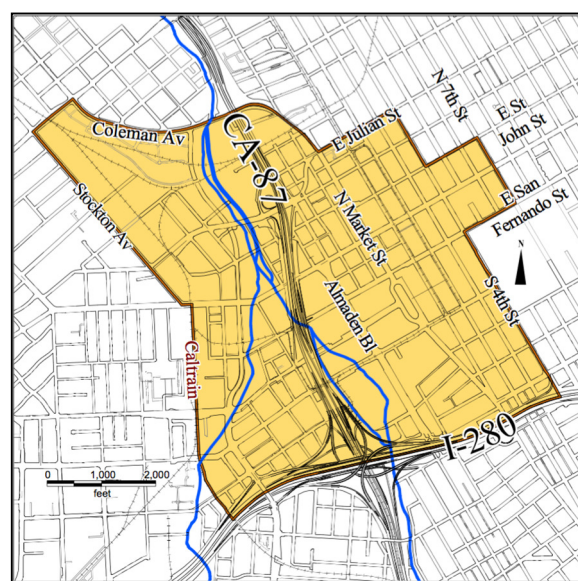 Coleman Av
CA-87
E Julian St
N 7th St
E St
John St
E San
Fernando St
N
Stockton Av
N Market St
Almaden Bl
S 4th St
Caltrain
I-280
0 1,000 2,000
feet